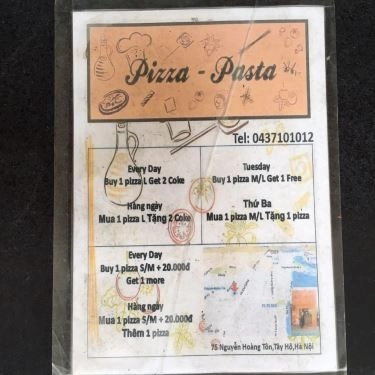 Pizza - Pasta
Tel: 0437101012
Every Day
Buy 1 pizza L Get 2 Coke
Hàng ngày
Mua 1 pizza L Tặng 2 Coke
Tuesday
Buy 1 pizza M/L Get 1 Free
Thứ Ba
Mua 1 pizza M/L Tặng 1 pizza
Every Day
Buy 1 pizza S/M + 20.000đ
Get 1 more
Hàng ngày
Mua 1 pizza S/M + 20.000đ
Thêm 1 pizza
75 Nguyễn Hoàng Tôn,Tây Hồ,Hà Nội